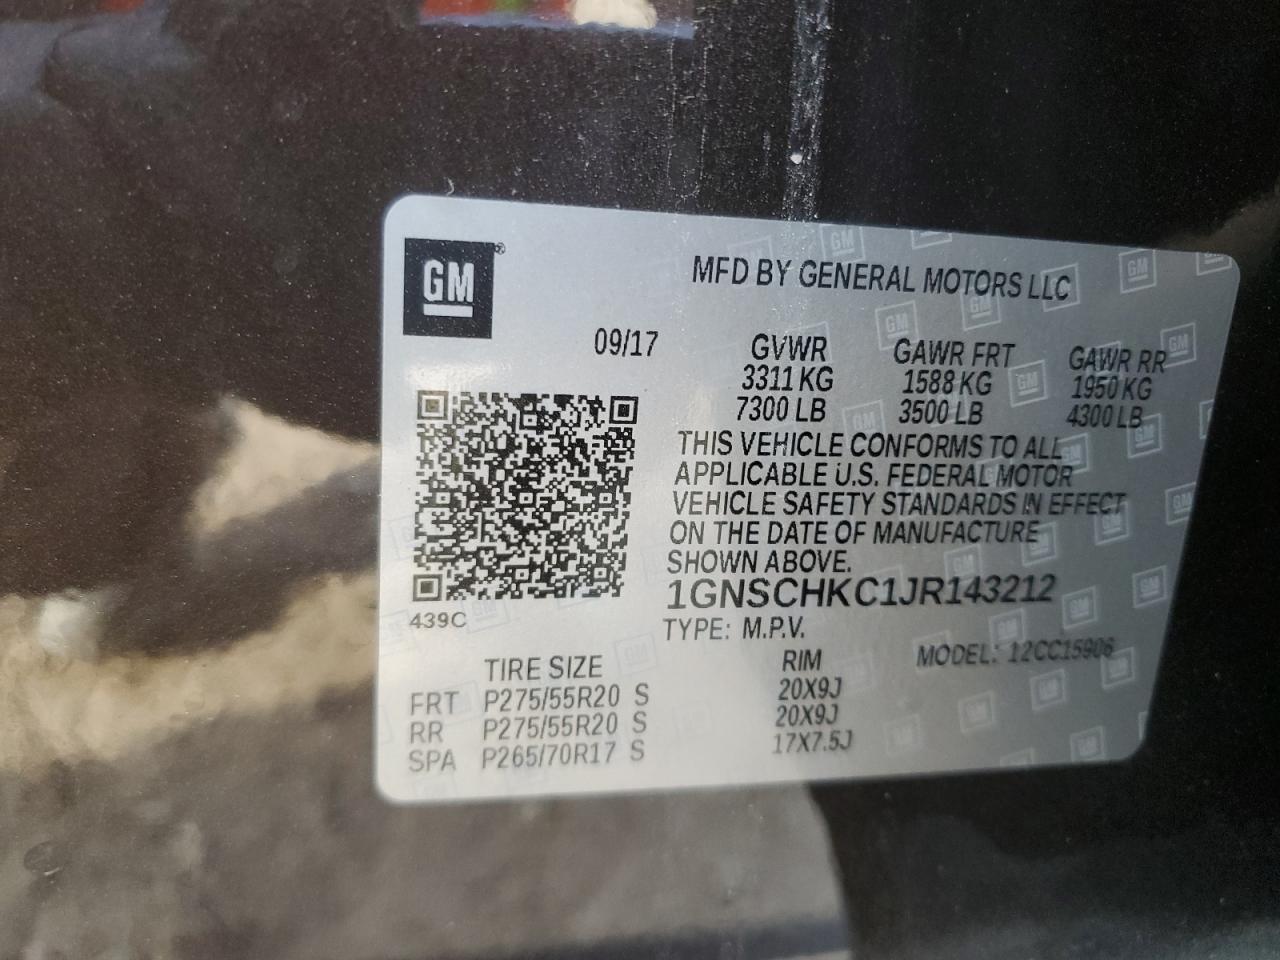 GM®
MFD BY GENERAL MOTORS LLC
09/17 GVWR GAWR FRT GAWR RR
3311 KG 1588 KG 1950 KG
7300 LB 3500 LB 4300 LB
THIS VEHICLE CONFORMS TO ALL
APPLICABLE U.S. FEDERAL MOTOR
VEHICLE SAFETY STANDARDS IN EFFECT
ON THE DATE OF MANUFACTURE
SHOWN ABOVE.
1GNSCHKC1JR143212
439C
TYPE: M.P.V.
MODEL: 12CC15906
TIRE SIZE RIM
FRT P275/55R20 S 20X9J
RR P275/55R20 S 20X9J
SPA P265/70R17 S 17X7.5J